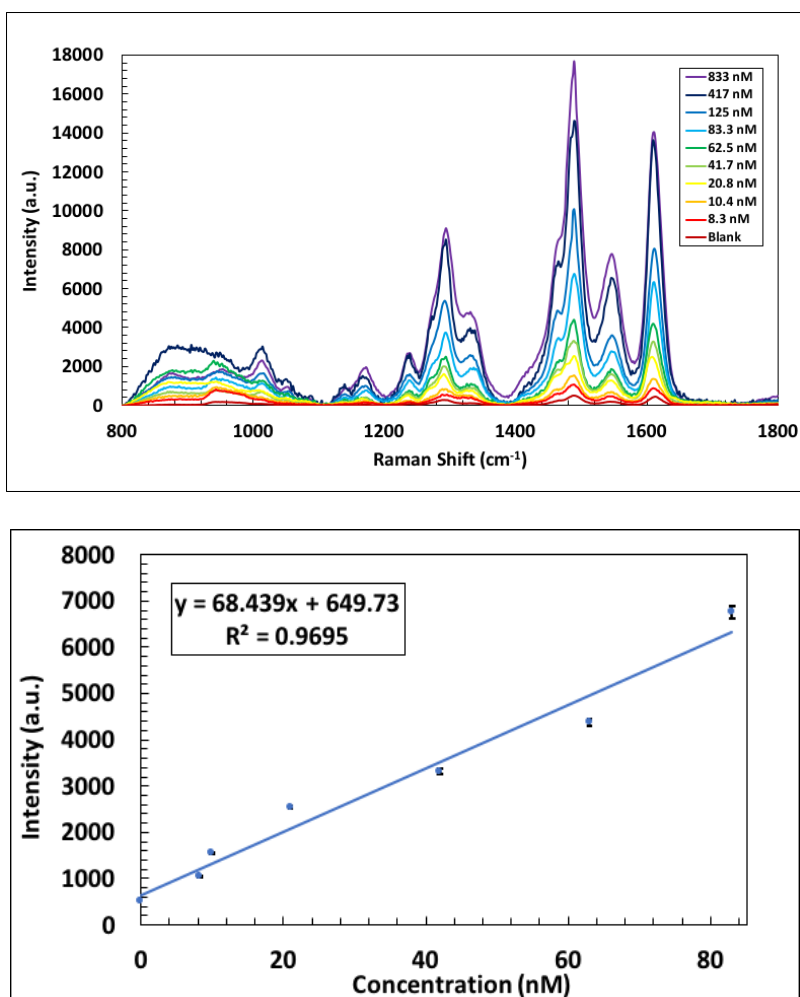 18000
16000
14000
12000
10000
8000
6000
4000
2000
0
Intensity (a.u.)
833 nM
417 nM
125 nM
83.3 nM
62.5 nM
41.7 nM
20.8 nM
10.4 nM
8.3 nM
Blank
800 1000 1200 1400 1600 1800
Raman Shift (cm⁻¹)
8000
7000
6000
5000
4000
3000
2000
1000
0
Intensity (a.u.)
y = 68.439x + 649.73
R² = 0.9695
0 20 40 60 80
Concentration (nM)